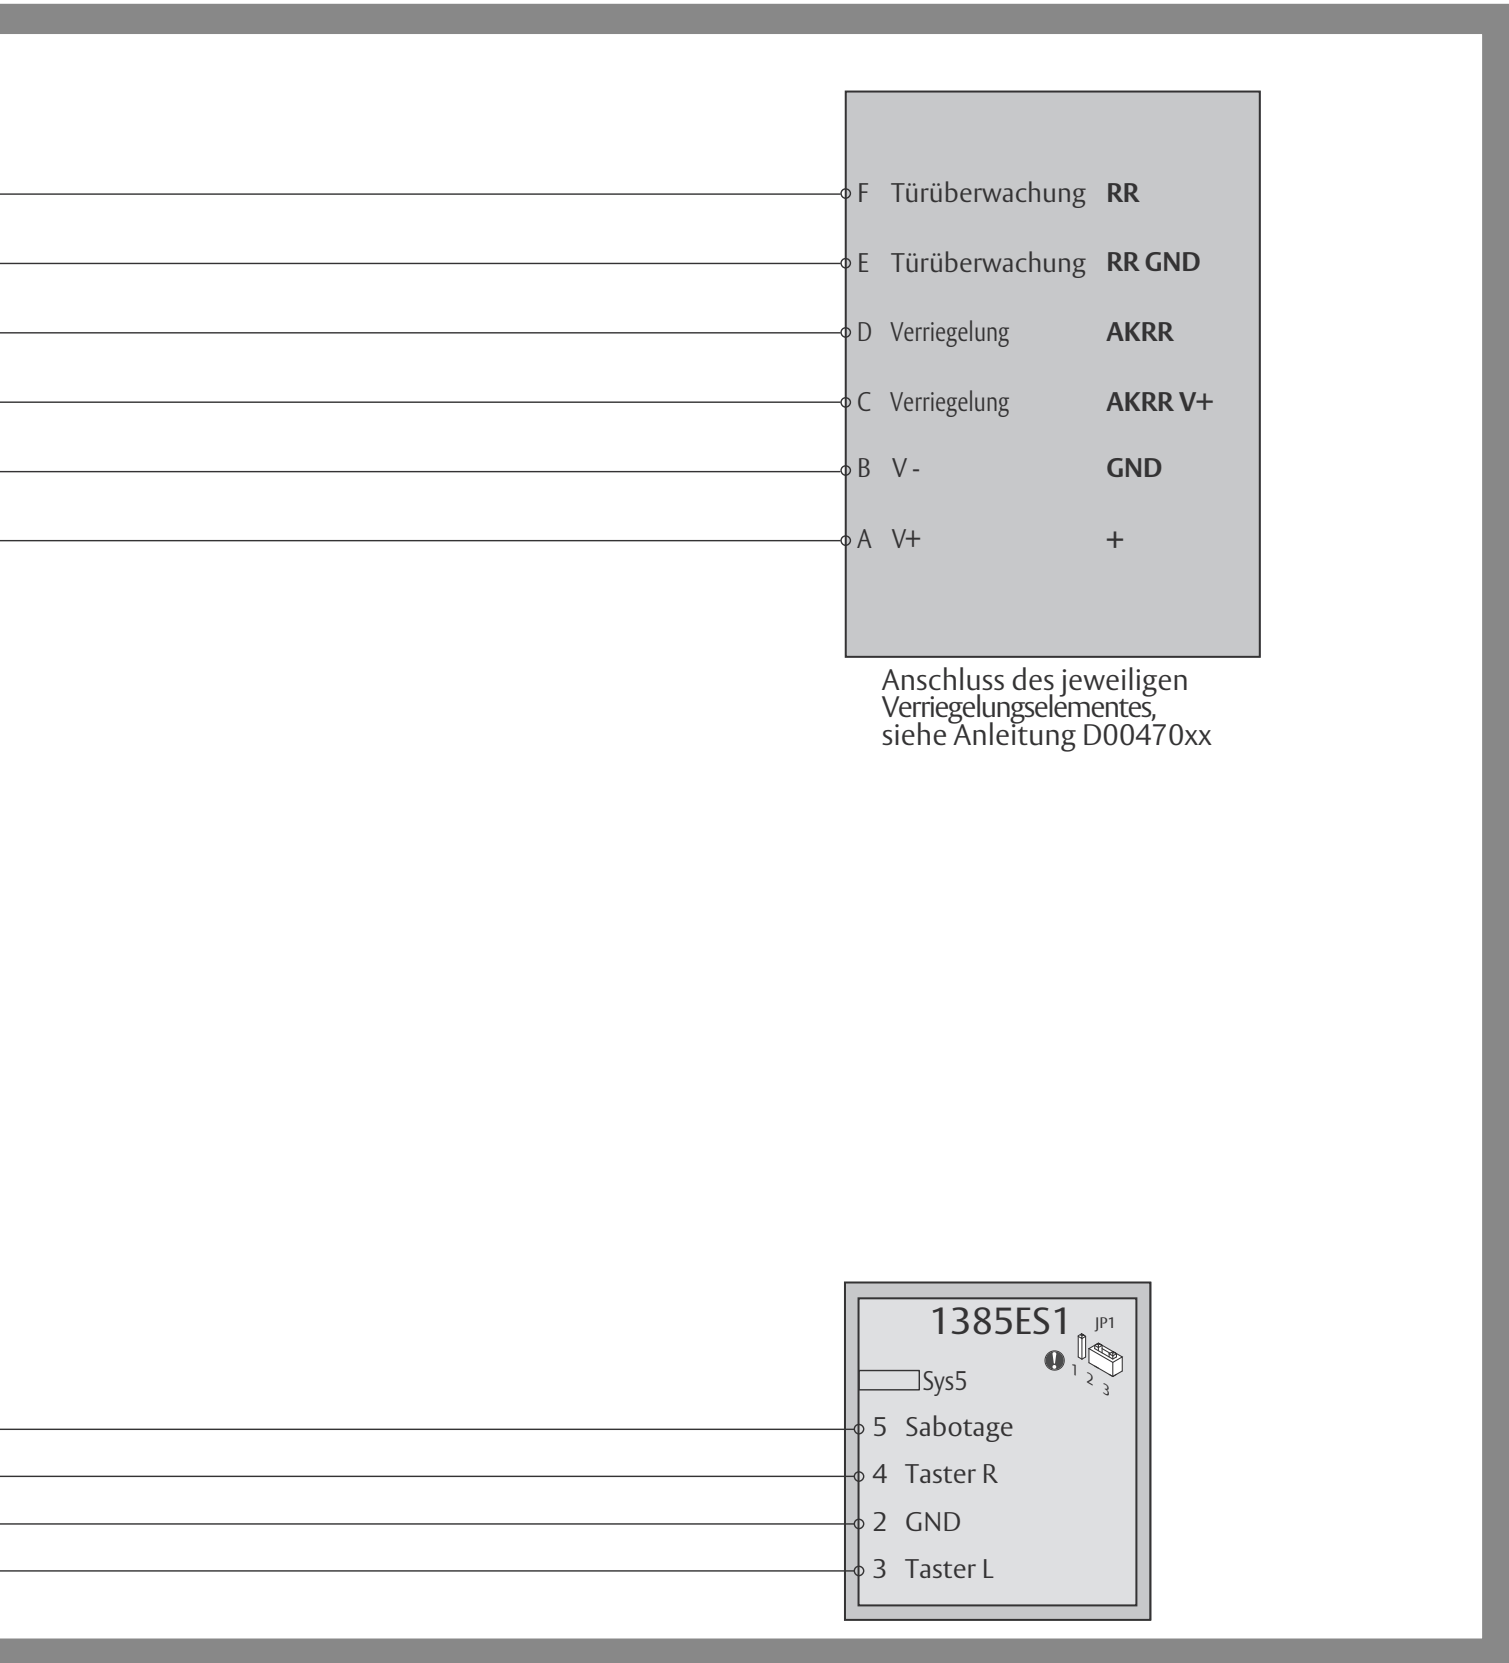 F Türüberwachung RR
E Türüberwachung RR GND
D Verriegelung AKRR
C Verriegelung AKRR V+
B V - GND
A V+ +
Anschluss des jeweiligen
Verriegelungselementes,
siehe Anleitung D00470xx
1385ES1 JP1
1 2 3
Sys5
5 Sabotage
4 Taster R
2 GND
3 Taster L